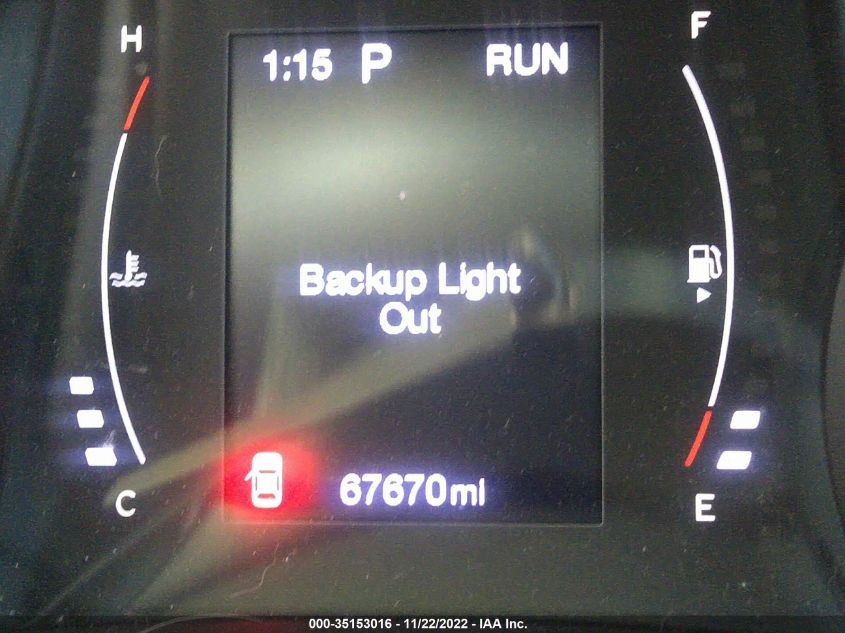 H
F
1:15 P RUN
Backup Light
Out
67670mi
C
E
000-35153016 - 11/22/2022 - IAA Inc.